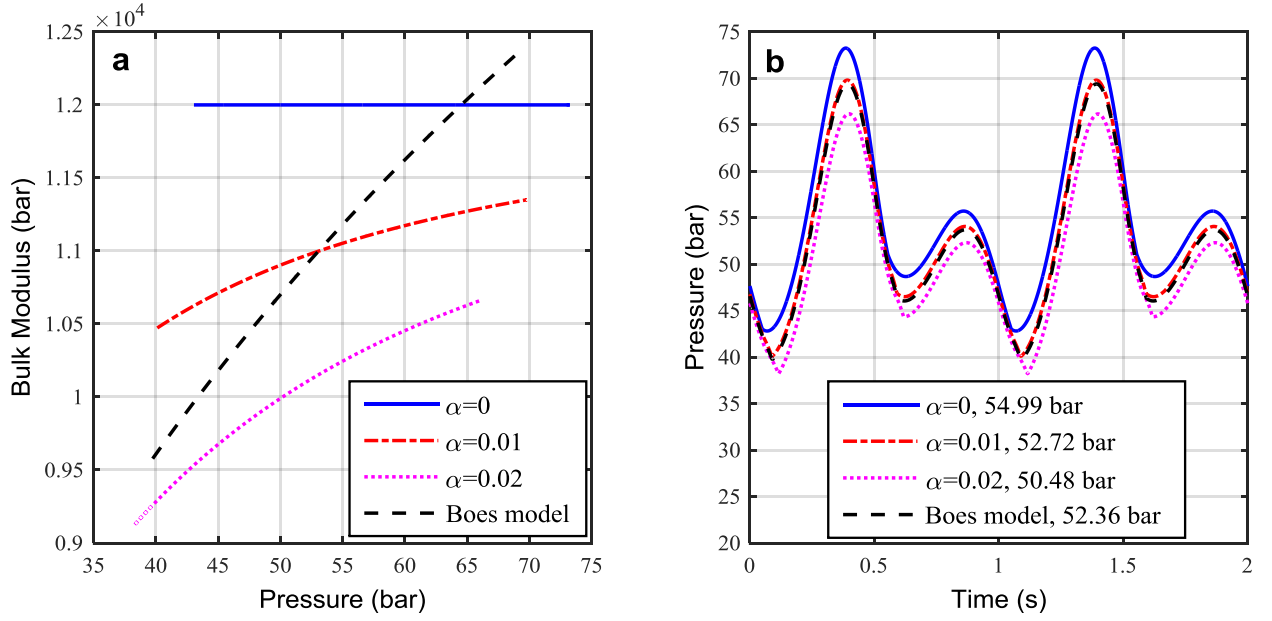 ×10⁴
a
1.25
1.2
1.15
1.1
1.05
1
0.95
0.9
35 40 45 50 55 60 65 70 75
Bulk Modulus (bar)
Pressure (bar)
α=0
α=0.01
α=0.02
Boes model
b
75
70
65
60
55
50
45
40
35
30
25
20
0 0.5 1 1.5 2
Pressure (bar)
Time (s)
α=0, 54.99 bar
α=0.01, 52.72 bar
α=0.02, 50.48 bar
Boes model, 52.36 bar